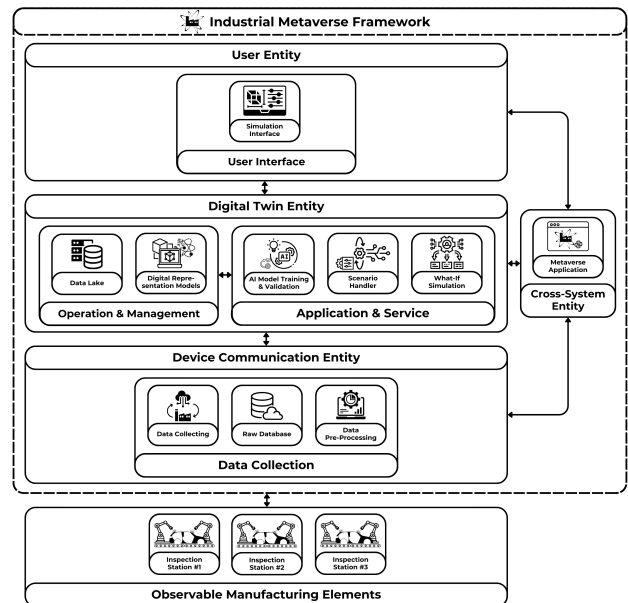 Industrial Metaverse Framework
User Entity
Simulation
Interface
User Interface
Digital Twin Entity
Data Lake
Digital Repre-
sentation Models
Operation & Management
AI Model Training
& Validation
Scenario
Handler
What-If
Simulation
Application & Service
Metaverse
Application
Cross-System
Entity
Device Communication Entity
Data Collecting
Raw Database
Data
Pre-Processing
Data Collection
Inspection
Station #1
Inspection
Station #2
Inspection
Station #3
Observable Manufacturing Elements